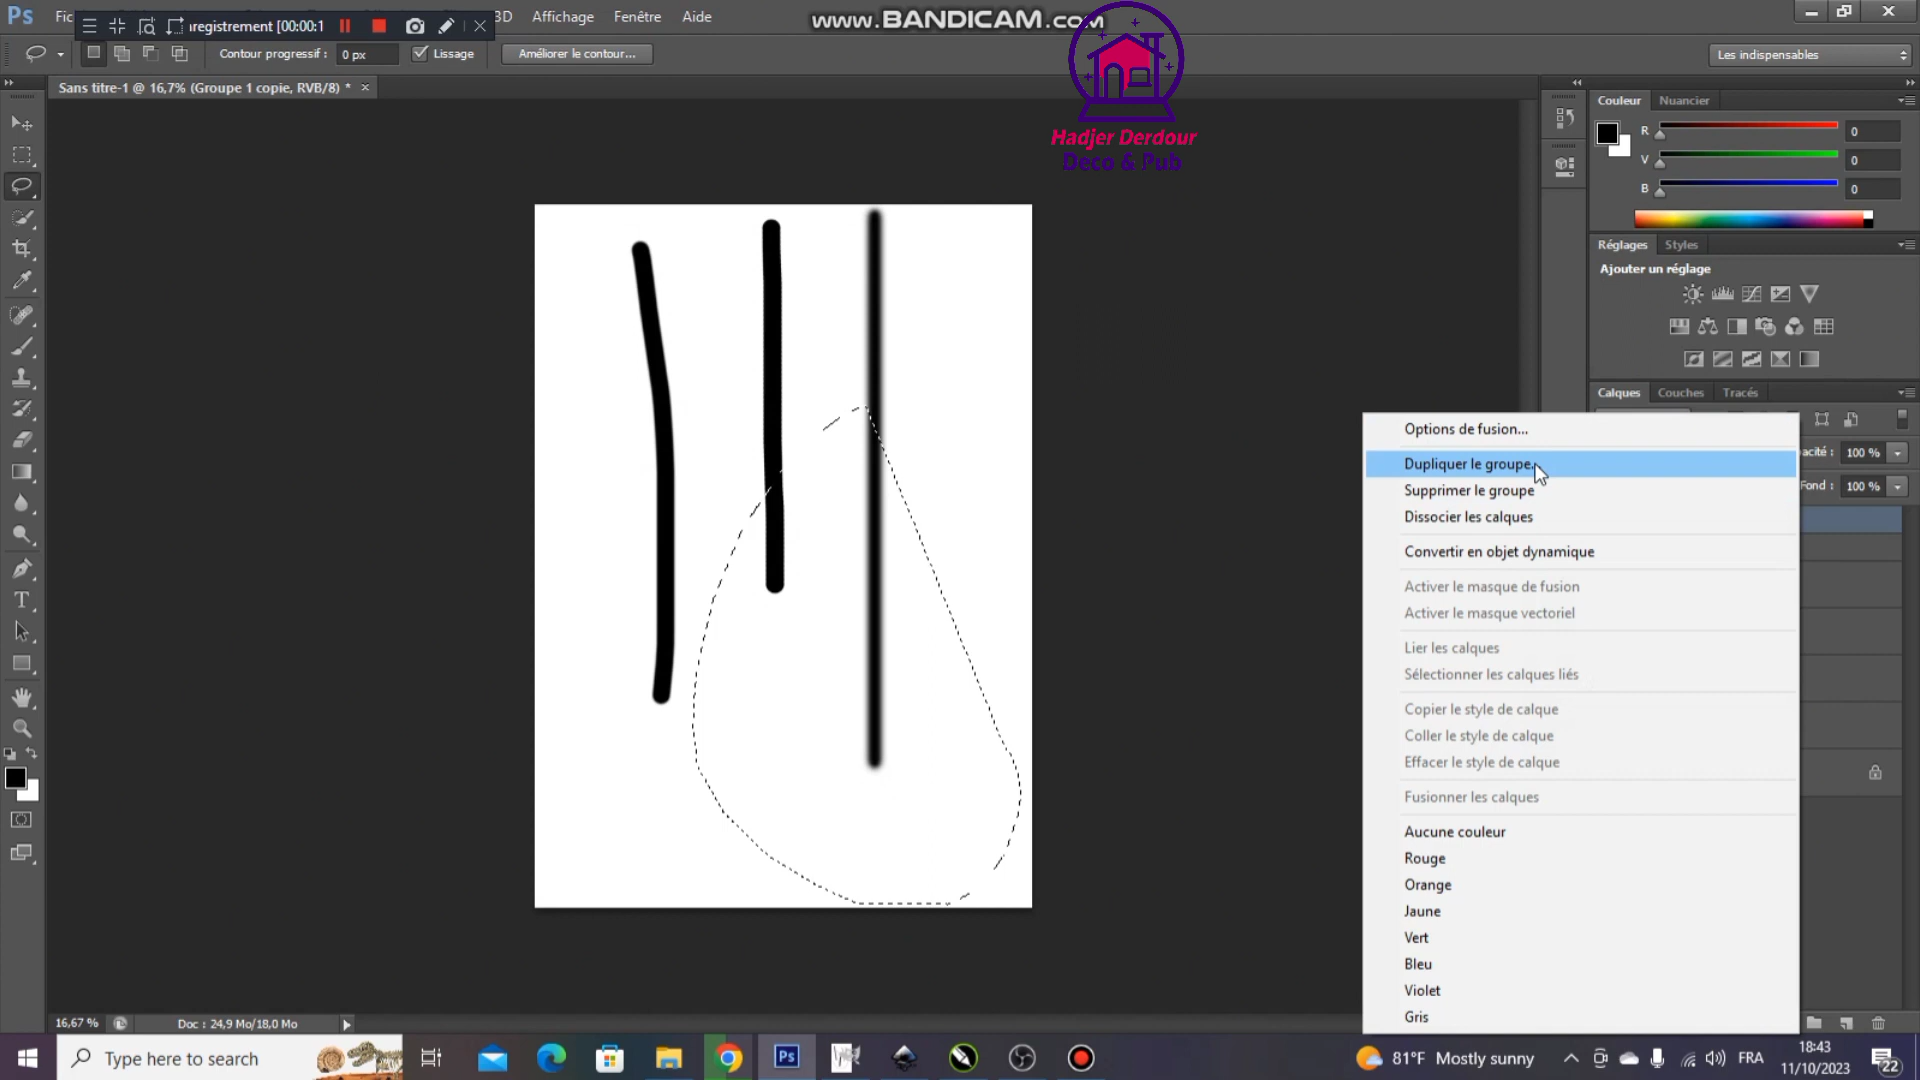 Ps Fic 3D Affichage Fenêtre Aide
registrement [00:00:1
www.BANDICAM.com
Contour progressif : 0 px Lissage Améliorer le contour... Les indispensables
Sans titre-1 @ 16,7% (Groupe 1 copie, RVB/8) *
Hadjer Derdour
Deco & Pub
Couleur Nuancier
R 0
V 0
B 0
Réglages Styles
Ajouter un réglage
Calques Couches Tracés
acité : 100 %
Fond : 100 %
Options de fusion...
Dupliquer le groupe...
Supprimer le groupe
Dissocier les calques
Convertir en objet dynamique
Activer le masque de fusion
Activer le masque vectoriel
Lier les calques
Sélectionner les calques liés
Copier le style de calque
Coller le style de calque
Effacer le style de calque
Fusionner les calques
Aucune couleur
Rouge
Orange
Jaune
Vert
Bleu
Violet
Gris
16,67 % Doc : 24,9 Mo/18,0 Mo
Type here to search
Ps
81°F Mostly sunny
FRA
18:43
11/10/2023
22